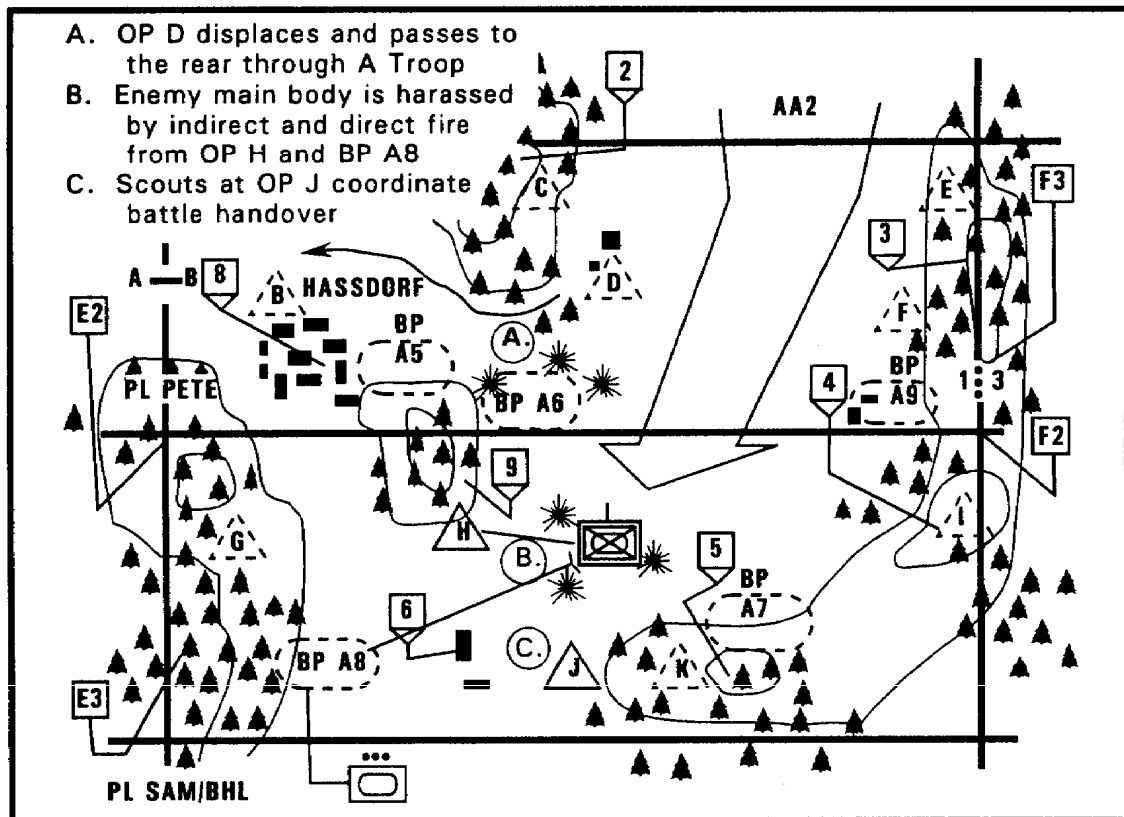 A. OP D displaces and passes to
the rear through A Troop
B. Enemy main body is harassed
by indirect and direct fire
from OP H and BP A8
C. Scouts at OP J coordinate
battle handover
2
AA2
C
E
F3
3
A B
8
B
HASSDORF
D
E2
F
BP
A5
A.
BP
A9
1 3
PL PETE
BP A6
4
F2
9
H
I
G
B.
5
BP
A7
6
C.
BP A8
J
K
E3
PL SAM/BHL